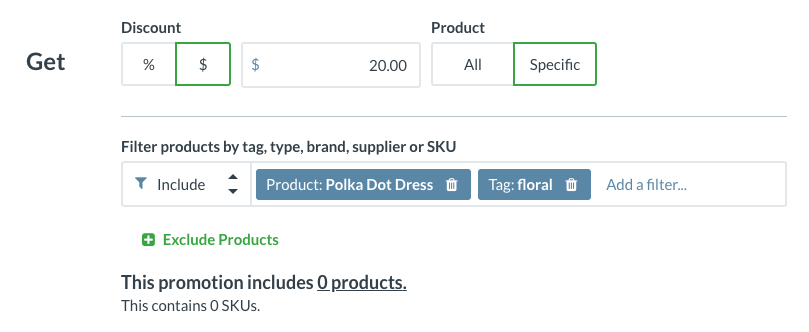 Discount
Product
Get
%
$
$
20.00
All
Specific
Filter products by tag, type, brand, supplier or SKU
Include
Product: Polka Dot Dress
Tag: floral
Add a filter...
Exclude Products
This promotion includes 0 products.
This contains 0 SKUs.